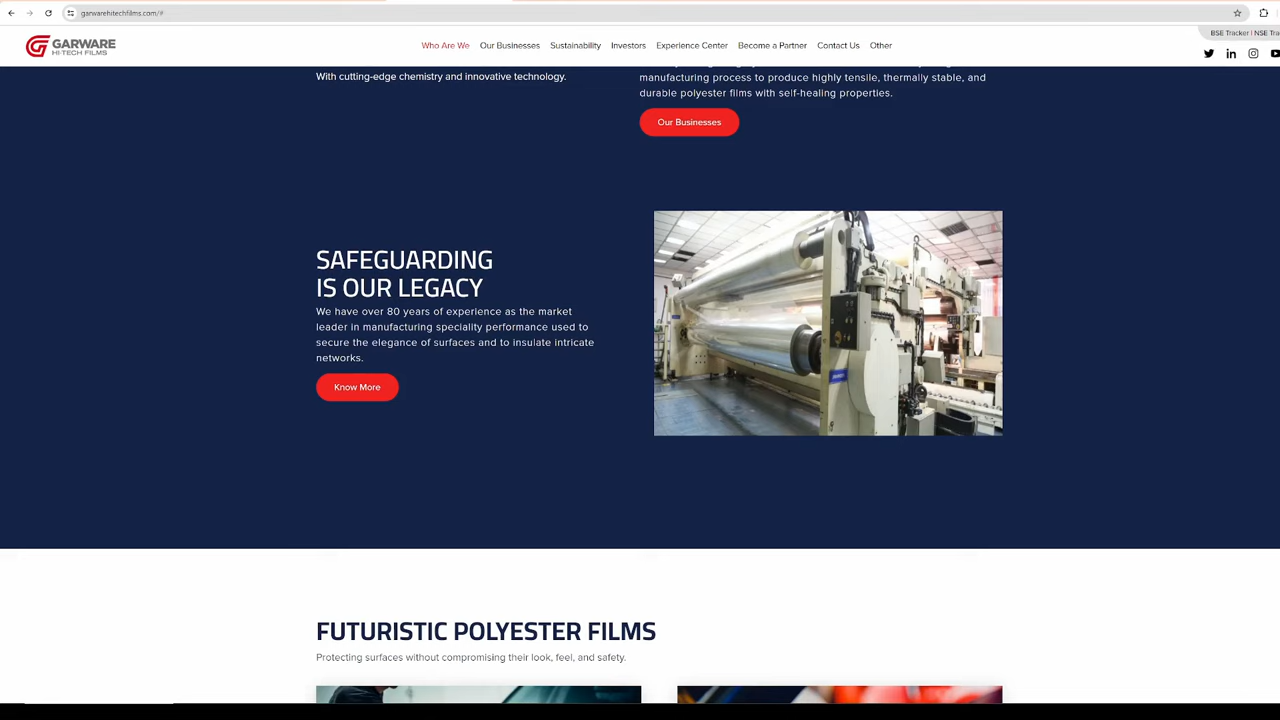 garwarehitechfilms.com/#
BSE Tracker | NSE Tra
GARWARE
HI-TECH FILMS
Who Are We Our Businesses Sustainability Investors Experience Center Become a Partner Contact Us Other
With cutting-edge chemistry and innovative technology.
manufacturing process to produce highly tensile, thermally stable, and
durable polyester films with self-healing properties.
Our Businesses
SAFEGUARDING
IS OUR LEGACY
We have over 80 years of experience as the market
leader in manufacturing speciality performance used to
secure the elegance of surfaces and to insulate intricate
networks.
Know More
FUTURISTIC POLYESTER FILMS
Protecting surfaces without compromising their look, feel, and safety.